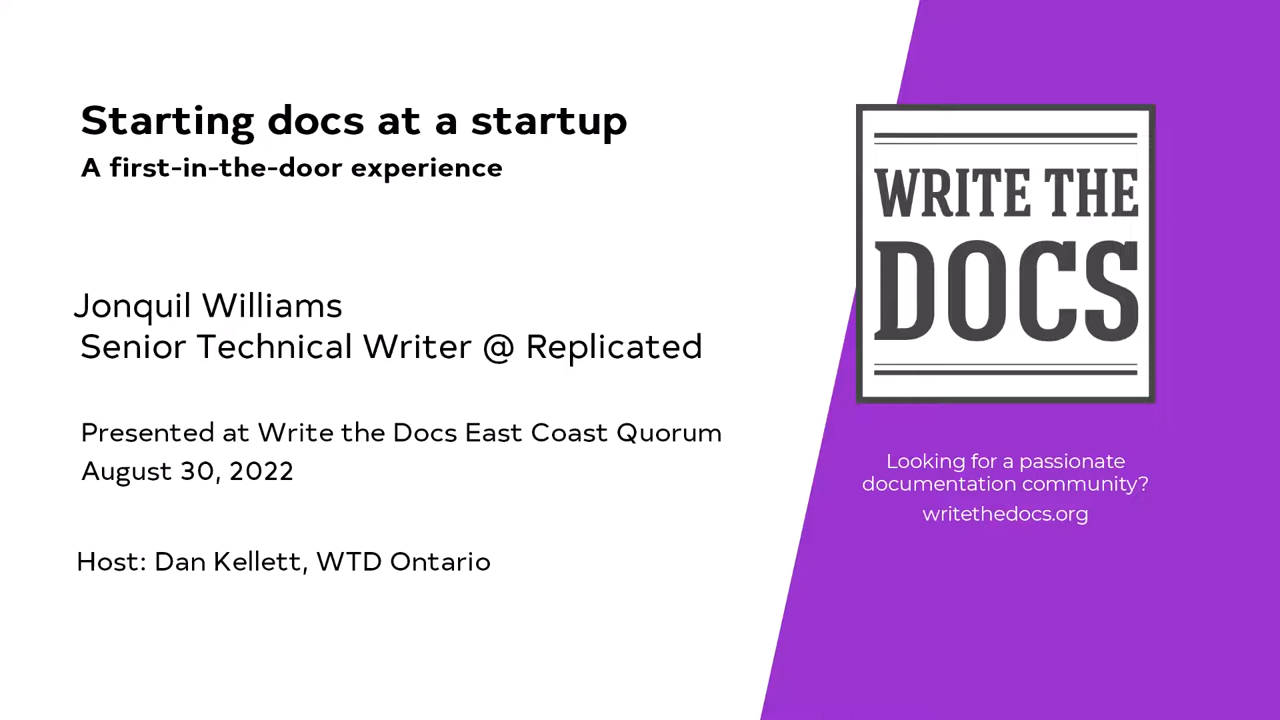 Starting docs at a startup
A first-in-the-door experience
Jonquil Williams
Senior Technical Writer @ Replicated
Presented at Write the Docs East Coast Quorum
August 30, 2022
Host: Dan Kellett, WTD Ontario
WRITE THE
DOCS
Looking for a passionate
documentation community?
writethedocs.org